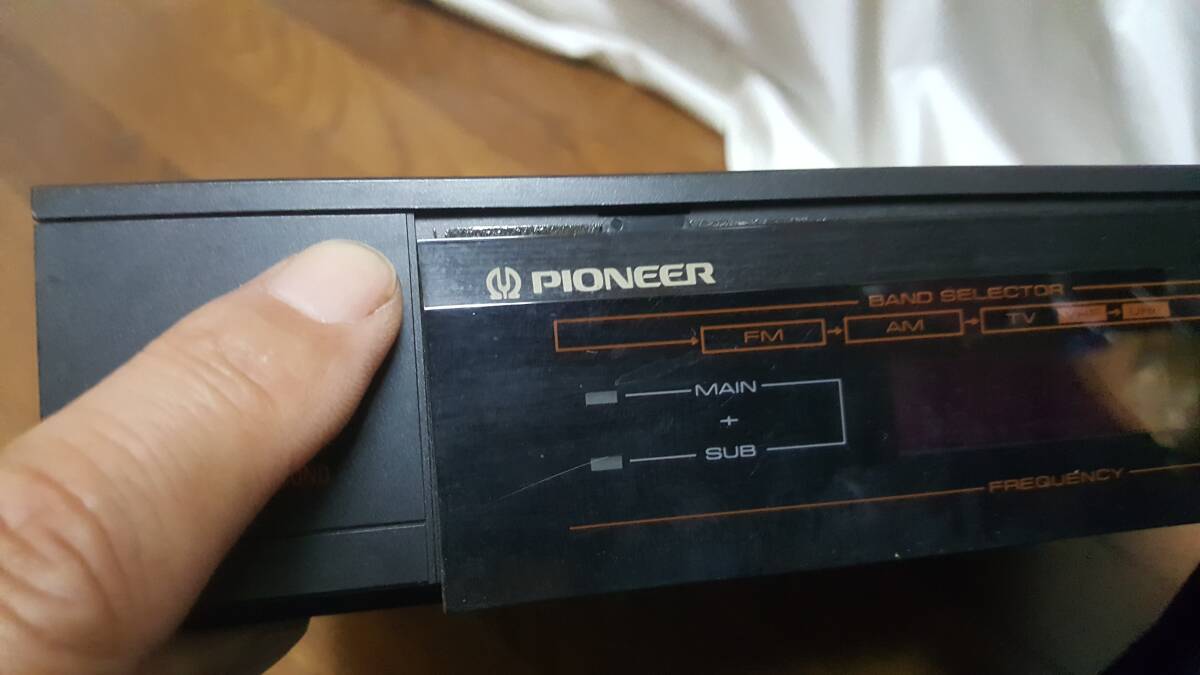 PIONEER
BAND SELECTOR
FM AM TV
MAIN
+
SUB
FREQUENCY